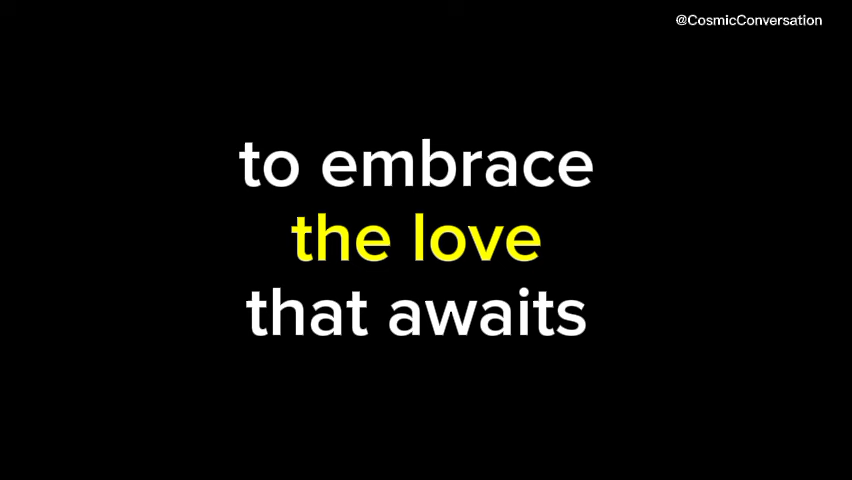 @CosmicConversation
to embrace
the love
that awaits